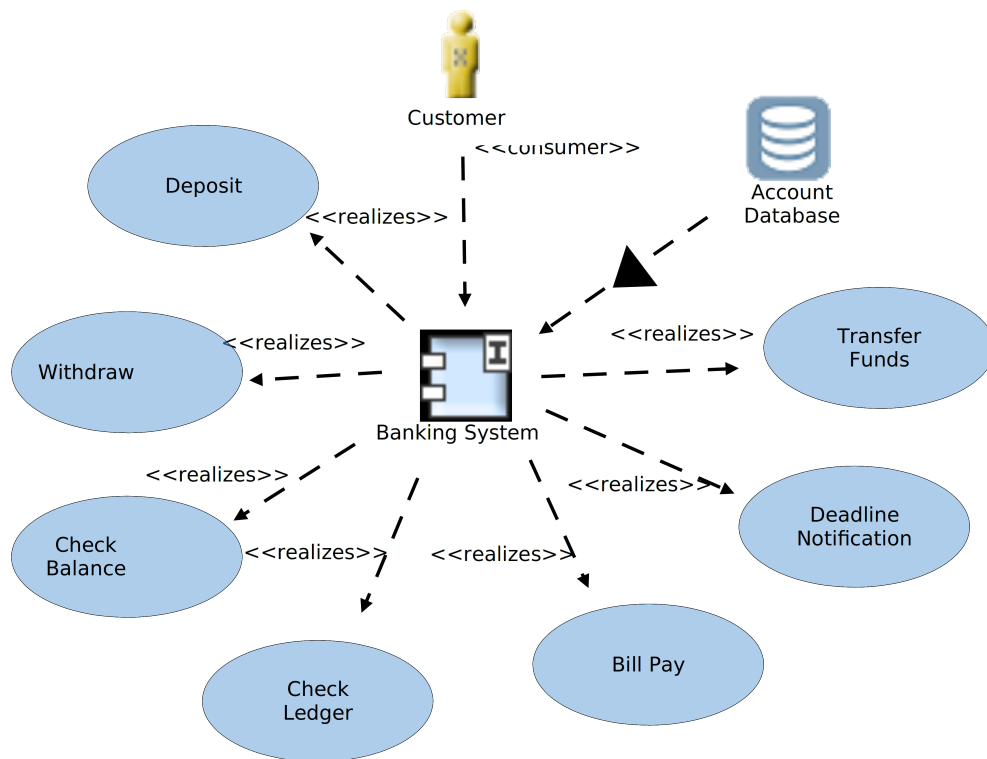 Customer
<<consumer>>
Account
Database
Deposit
<<realizes>>
<<realizes>>
Withdraw
<<realizes>>
Transfer
Funds
Banking System
<<realizes>>
<<realizes>>
Deadline
Notification
Check
Balance
<<realizes>>
<<realizes>>
Check
Ledger
Bill Pay